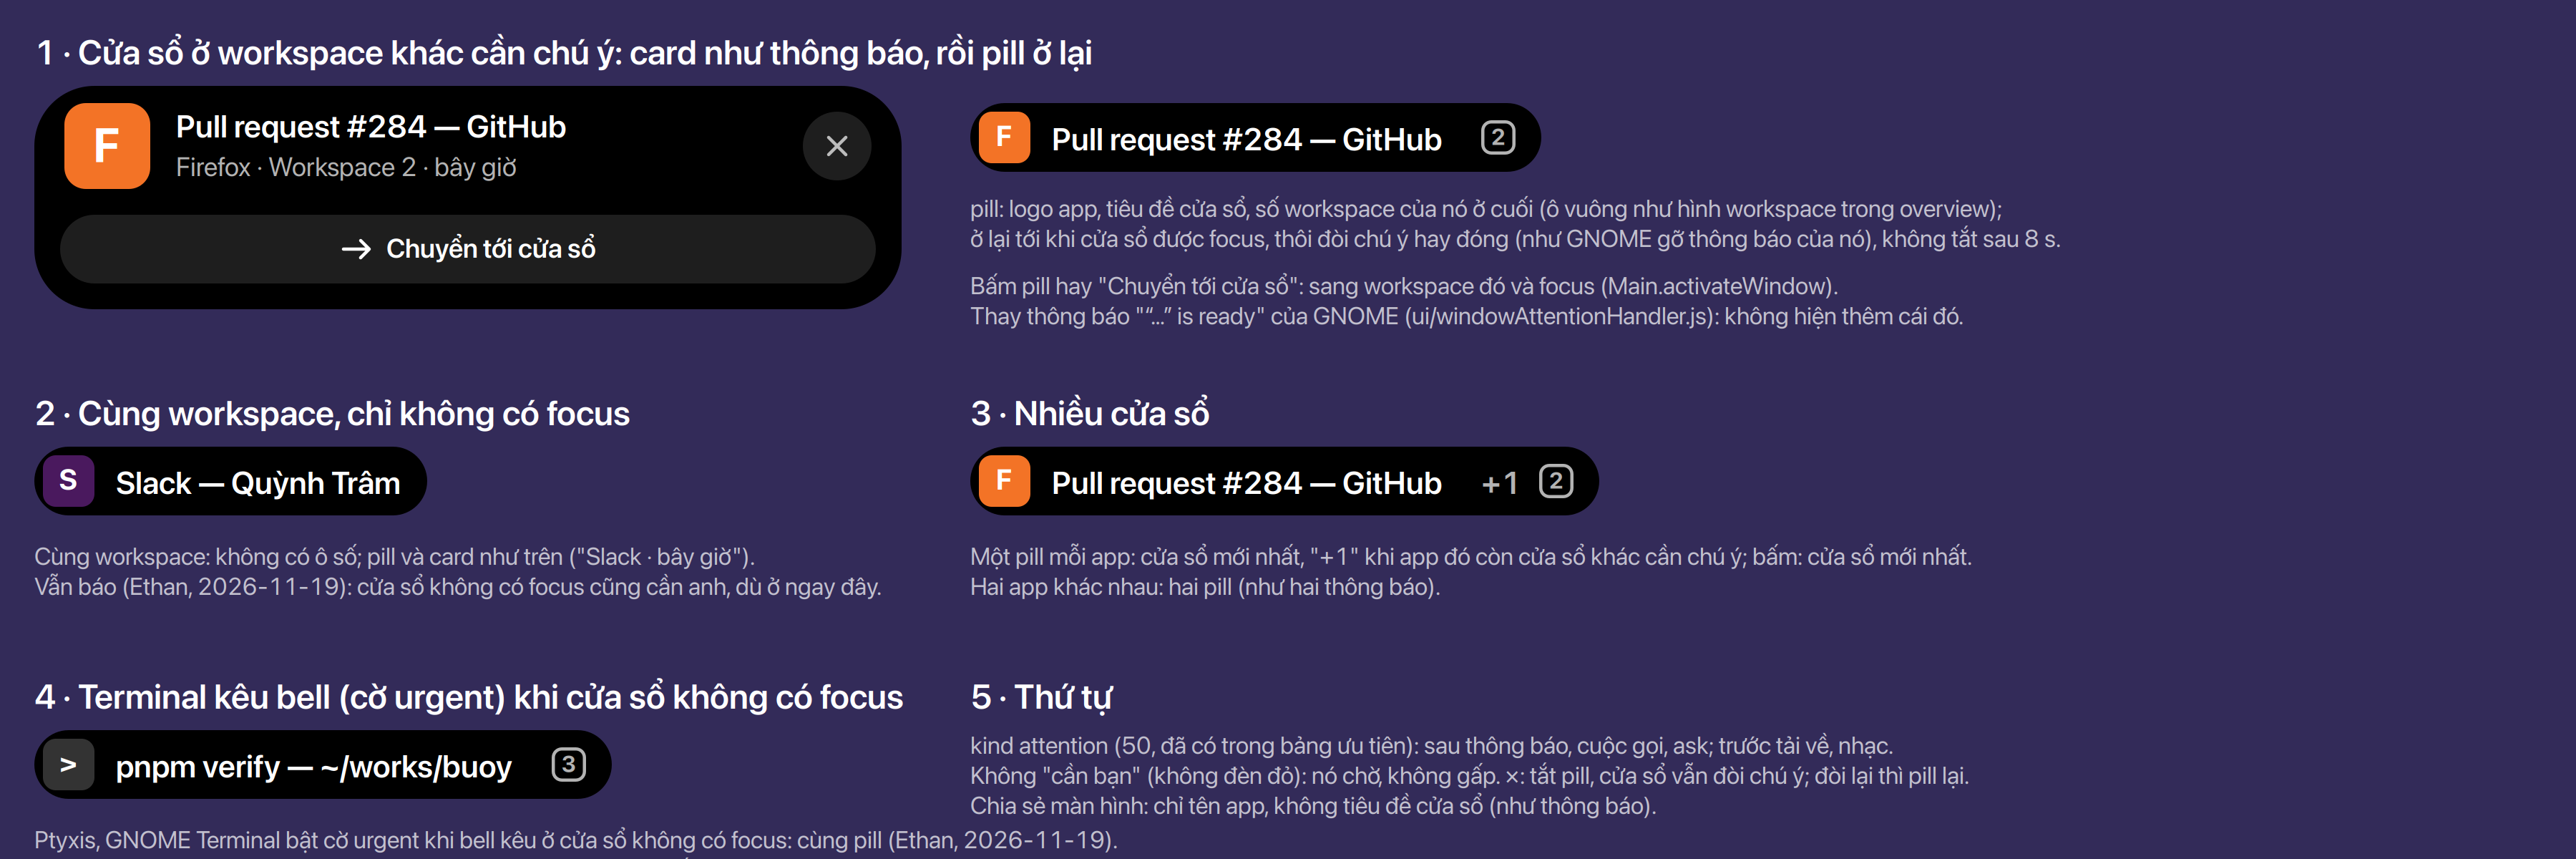 1 · Cửa sổ ở workspace khác cần chú ý: card như thông báo, rồi pill ở lại
F
Pull request #284 — GitHub
Firefox · Workspace 2 · bây giờ
×
→ Chuyển tới cửa sổ
F Pull request #284 — GitHub 2
pill: logo app, tiêu đề cửa sổ, số workspace của nó ở cuối (ô vuông như hình workspace trong overview);
ở lại tới khi cửa sổ được focus, thôi đòi chú ý hay đóng (như GNOME gỡ thông báo của nó), không tắt sau 8 s.
Bấm pill hay "Chuyển tới cửa sổ": sang workspace đó và focus (Main.activateWindow).
Thay thông báo "“…” is ready" của GNOME (ui/windowAttentionHandler.js): không hiện thêm cái đó.
2 · Cùng workspace, chỉ không có focus
S Slack — Quỳnh Trâm
Cùng workspace: không có ô số; pill và card như trên ("Slack · bây giờ").
Vẫn báo (Ethan, 2026-11-19): cửa sổ không có focus cũng cần anh, dù ở ngay đây.
3 · Nhiều cửa sổ
F Pull request #284 — GitHub +1 2
Một pill mỗi app: cửa sổ mới nhất, "+1" khi app đó còn cửa sổ khác cần chú ý; bấm: cửa sổ mới nhất.
Hai app khác nhau: hai pill (như hai thông báo).
4 · Terminal kêu bell (cờ urgent) khi cửa sổ không có focus
> pnpm verify — ~/works/buoy 3
Ptyxis, GNOME Terminal bật cờ urgent khi bell kêu ở cửa sổ không có focus: cùng pill (Ethan, 2026-11-19).
5 · Thứ tự
kind attention (50, đã có trong bảng ưu tiên): sau thông báo, cuộc gọi, ask; trước tải về, nhạc.
Không "cần bạn" (không đèn đỏ): nó chờ, không gấp. ×: tắt pill, cửa sổ vẫn đòi chú ý; đòi lại thì pill lại.
Chia sẻ màn hình: chỉ tên app, không tiêu đề cửa sổ (như thông báo).